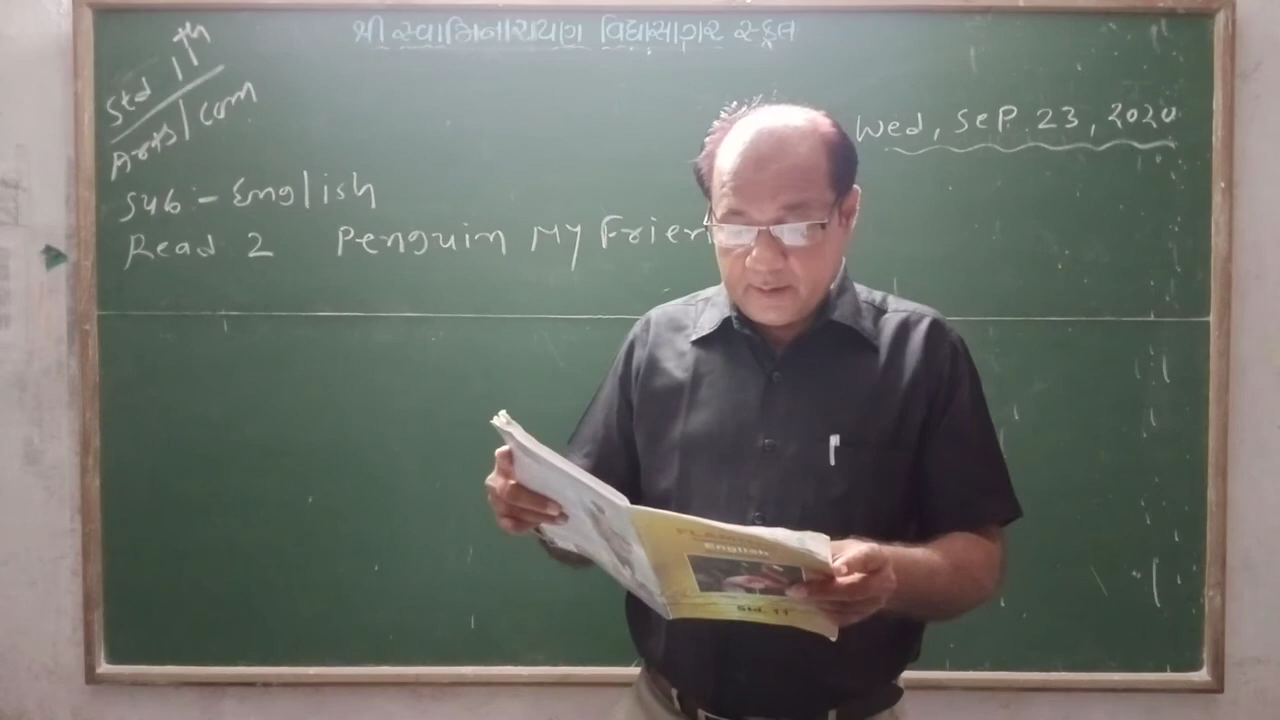 શ્રી સ્વામિનારાયણ વિદ્યાસાગર સ્કૂલ
Std 11th
Arts/com
Wed, Sep. 23, 2020
Sub - English
Read 2 Penguin My Frien
English
Std. 11